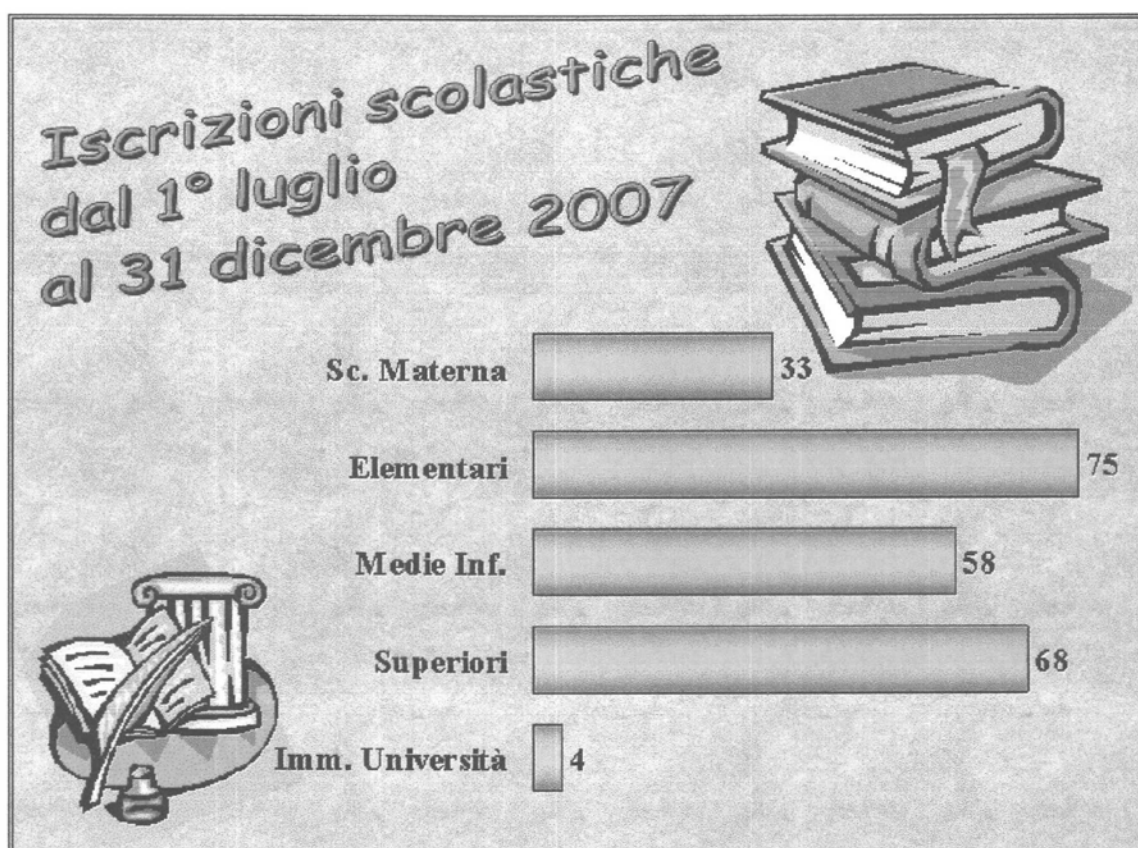 Iscrizioni scolastiche
dal 1° luglio
al 31 dicembre 2007
Sc. Materna 33
Elementari 75
Medie Inf. 58
Superiori 68
Imm. Università 4